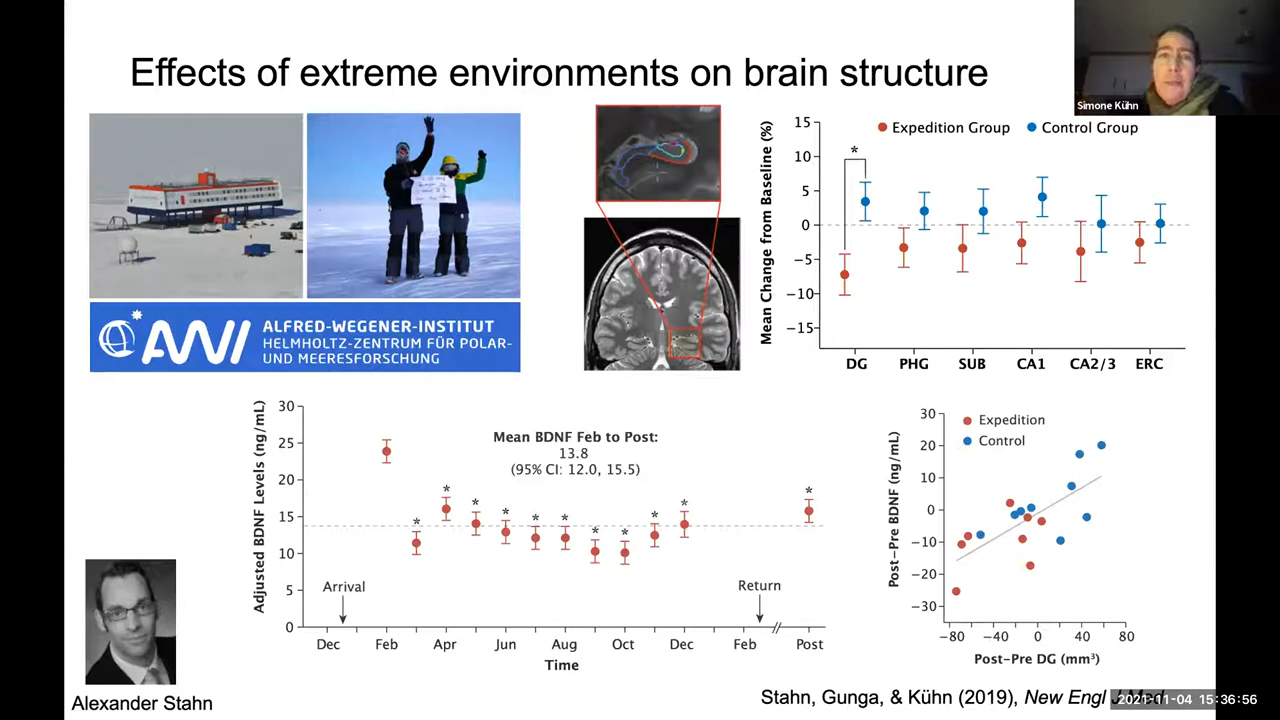 Effects of extreme environments on brain structure
Simone Kühn
ALFRED-WEGENER-INSTITUT
HELMHOLTZ-ZENTRUM FÜR POLAR-
UND MEERESFORSCHUNG
AWI
Mean Change from Baseline (%)
Expedition Group
Control Group
*
15
10
5
0
−5
−10
−15
DG
PHG
SUB
CA1
CA2/3
ERC
Adjusted BDNF Levels (ng/mL)
30
25
20
15
10
5
0
Mean BDNF Feb to Post:
13.8
(95% CI: 12.0, 15.5)
* * * * * * * * * * *
Arrival
Return
Dec Feb Apr Jun Aug Oct Dec Feb Post
Time
Post−Pre BDNF (ng/mL)
Expedition
Control
30
20
10
0
−10
−20
−30
−80 −40 0 40 80
Post-Pre DG (mm³)
Alexander Stahn
Stahn, Gunga, & Kühn (2019), New Engl J
2021-11-04 15:36:56